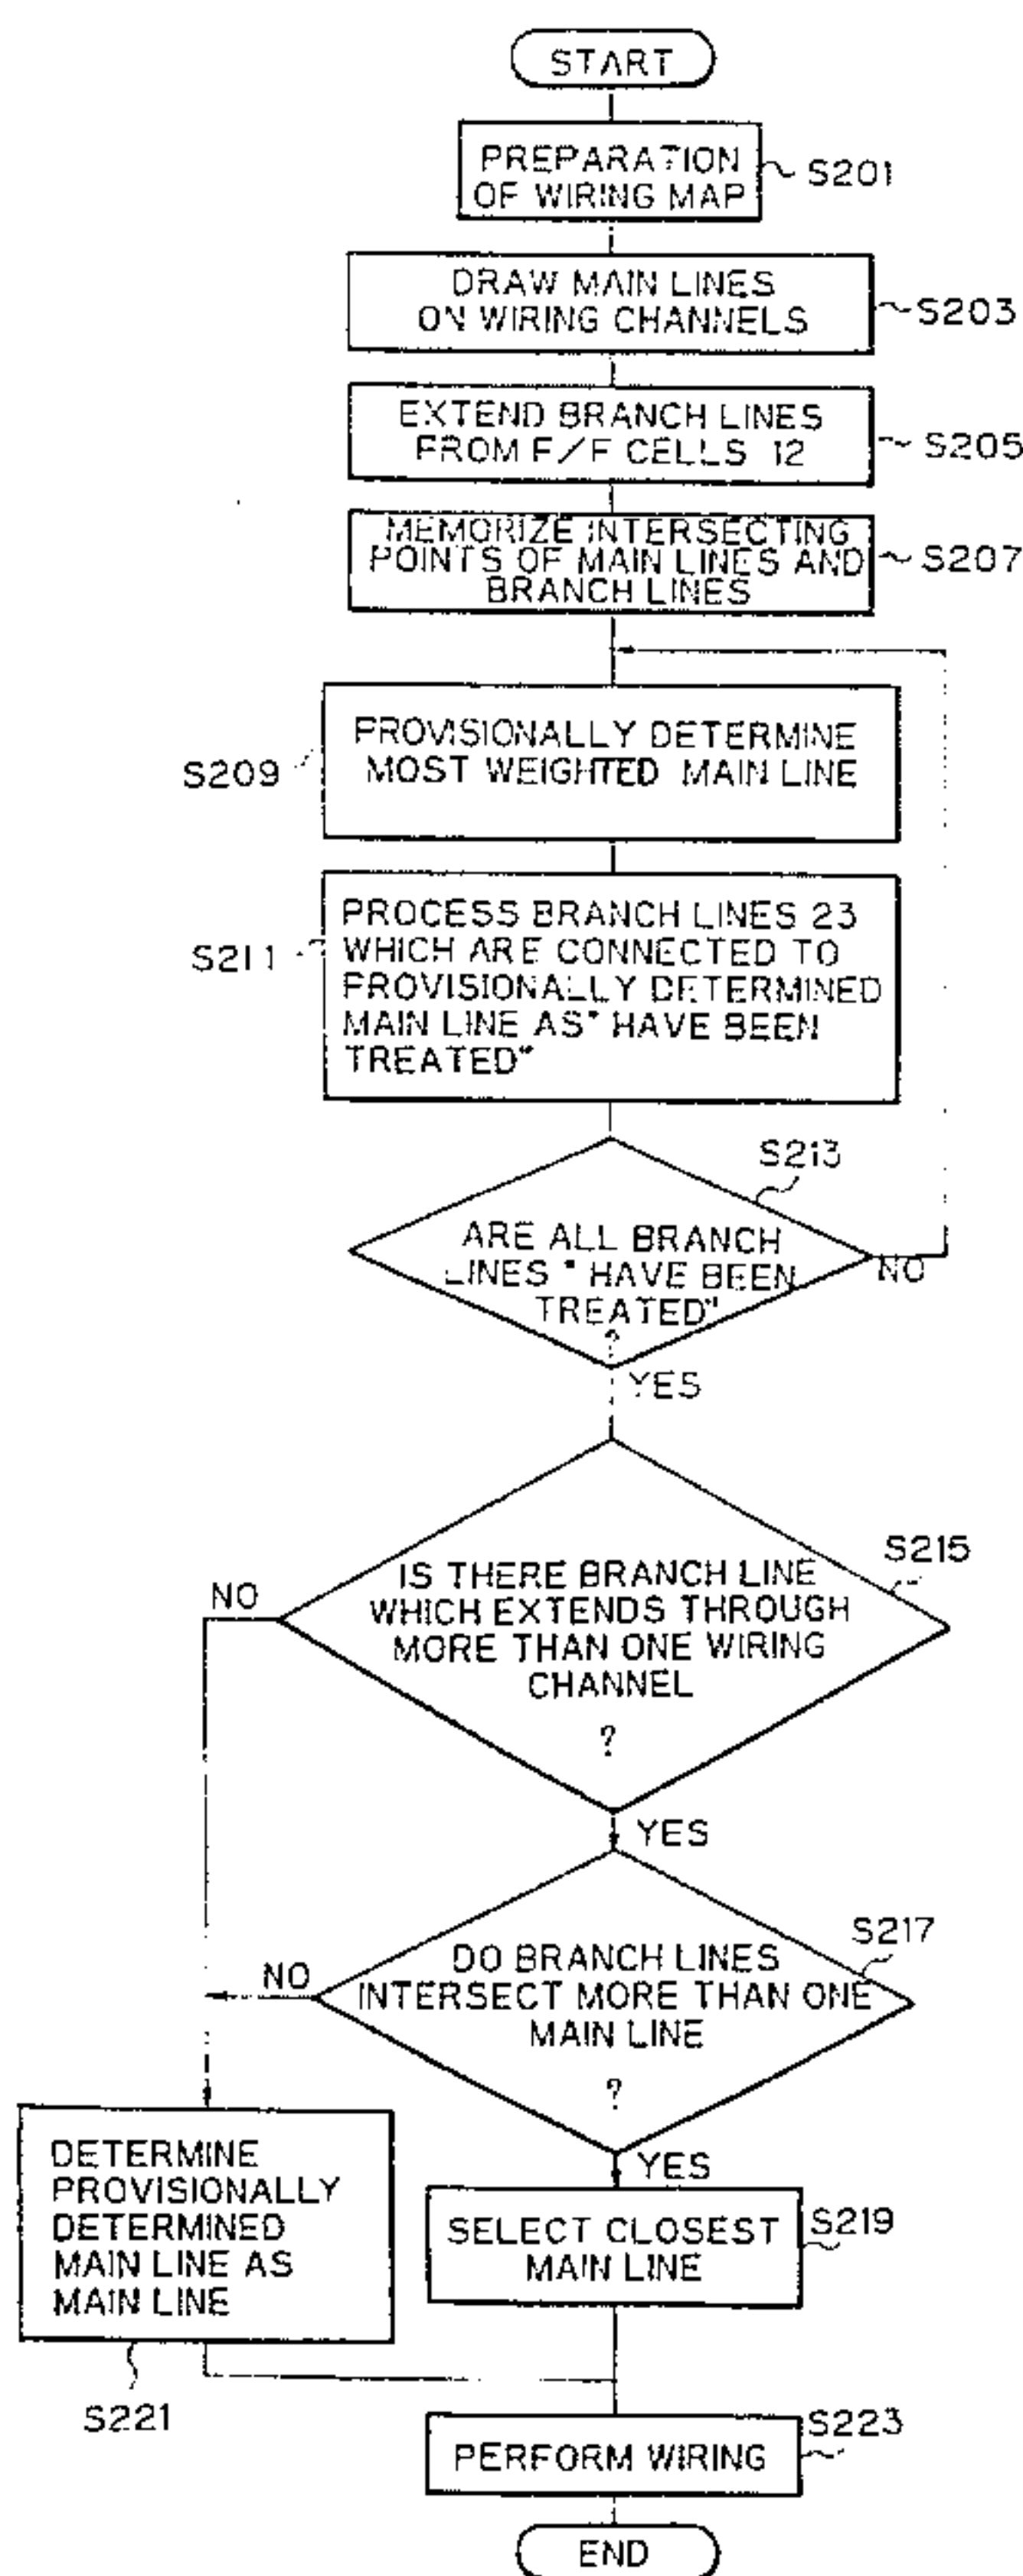 START
PREPARATION
OF WIRING MAP
S201
DRAW MAIN LINES
ON WIRING CHANNELS
S203
EXTEND BRANCH LINES
FROM F/F CELLS 12
S205
MEMORIZE INTERSECTING
POINTS OF MAIN LINES AND
BRANCH LINES
S207
PROVISIONALLY DETERMINE
MOST WEIGHTED MAIN LINE
S209
PROCESS BRANCH LINES 23
WHICH ARE CONNECTED TO
PROVISIONALLY DETERMINED
MAIN LINE AS" HAVE BEEN
TREATED"
S211
S213
ARE ALL BRANCH
LINES " HAVE BEEN
TREATED"
NO
YES
S215
IS THERE BRANCH LINE
WHICH EXTENDS THROUGH
MORE THAN ONE WIRING
CHANNEL
?
NO
YES
S217
DO BRANCH LINES
INTERSECT MORE THAN ONE
MAIN LINE
?
NO
YES
DETERMINE
PROVISIONALLY
DETERMINED
MAIN LINE AS
MAIN LINE
S221
SELECT CLOSEST
MAIN LINE
S219
PERFORM WIRING
S223
END